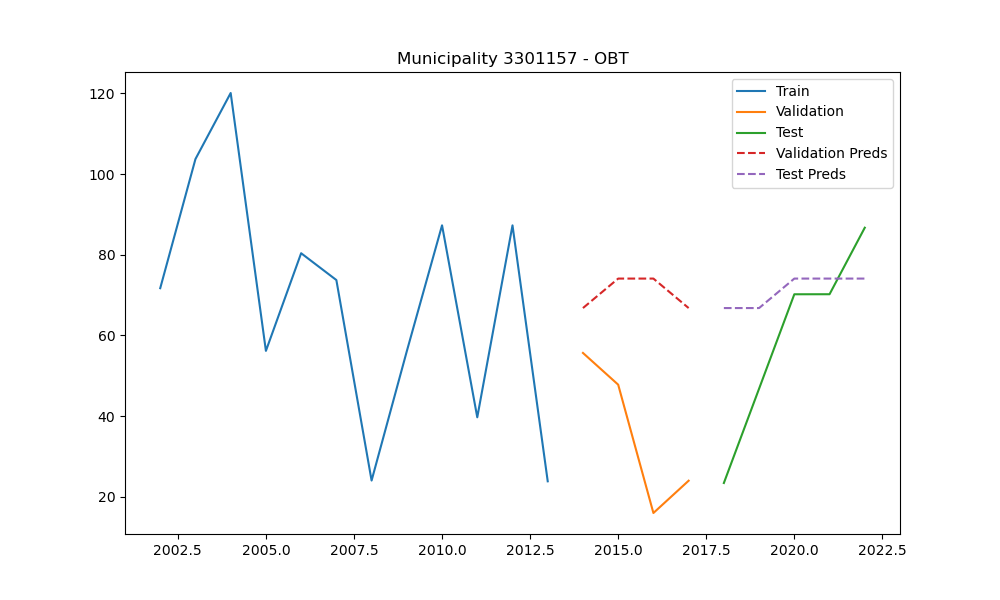 Municipality 3301157 - OBT
Train
Validation
Test
Validation Preds
Test Preds
120
100
80
60
40
20
2002.5 2005.0 2007.5 2010.0 2012.5 2015.0 2017.5 2020.0 2022.5